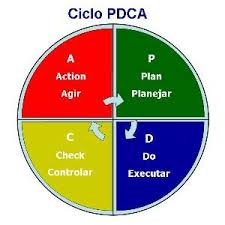 Ciclo PDCA
A
Action
Agir
P
Plan
Planejar
C
Check
Controlar
D
Do
Executar